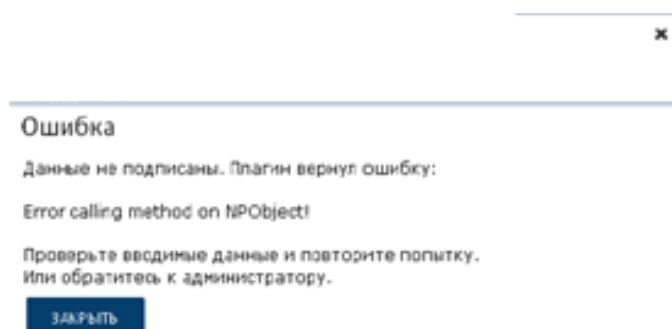 Ошибка
Данные не подписаны. Плагин вернул ошибку:
Error calling method on NPObject!
Проверьте вводимые данные и повторите попытку.
Или обратитесь к администратору.
ЗАКРЫТЬ